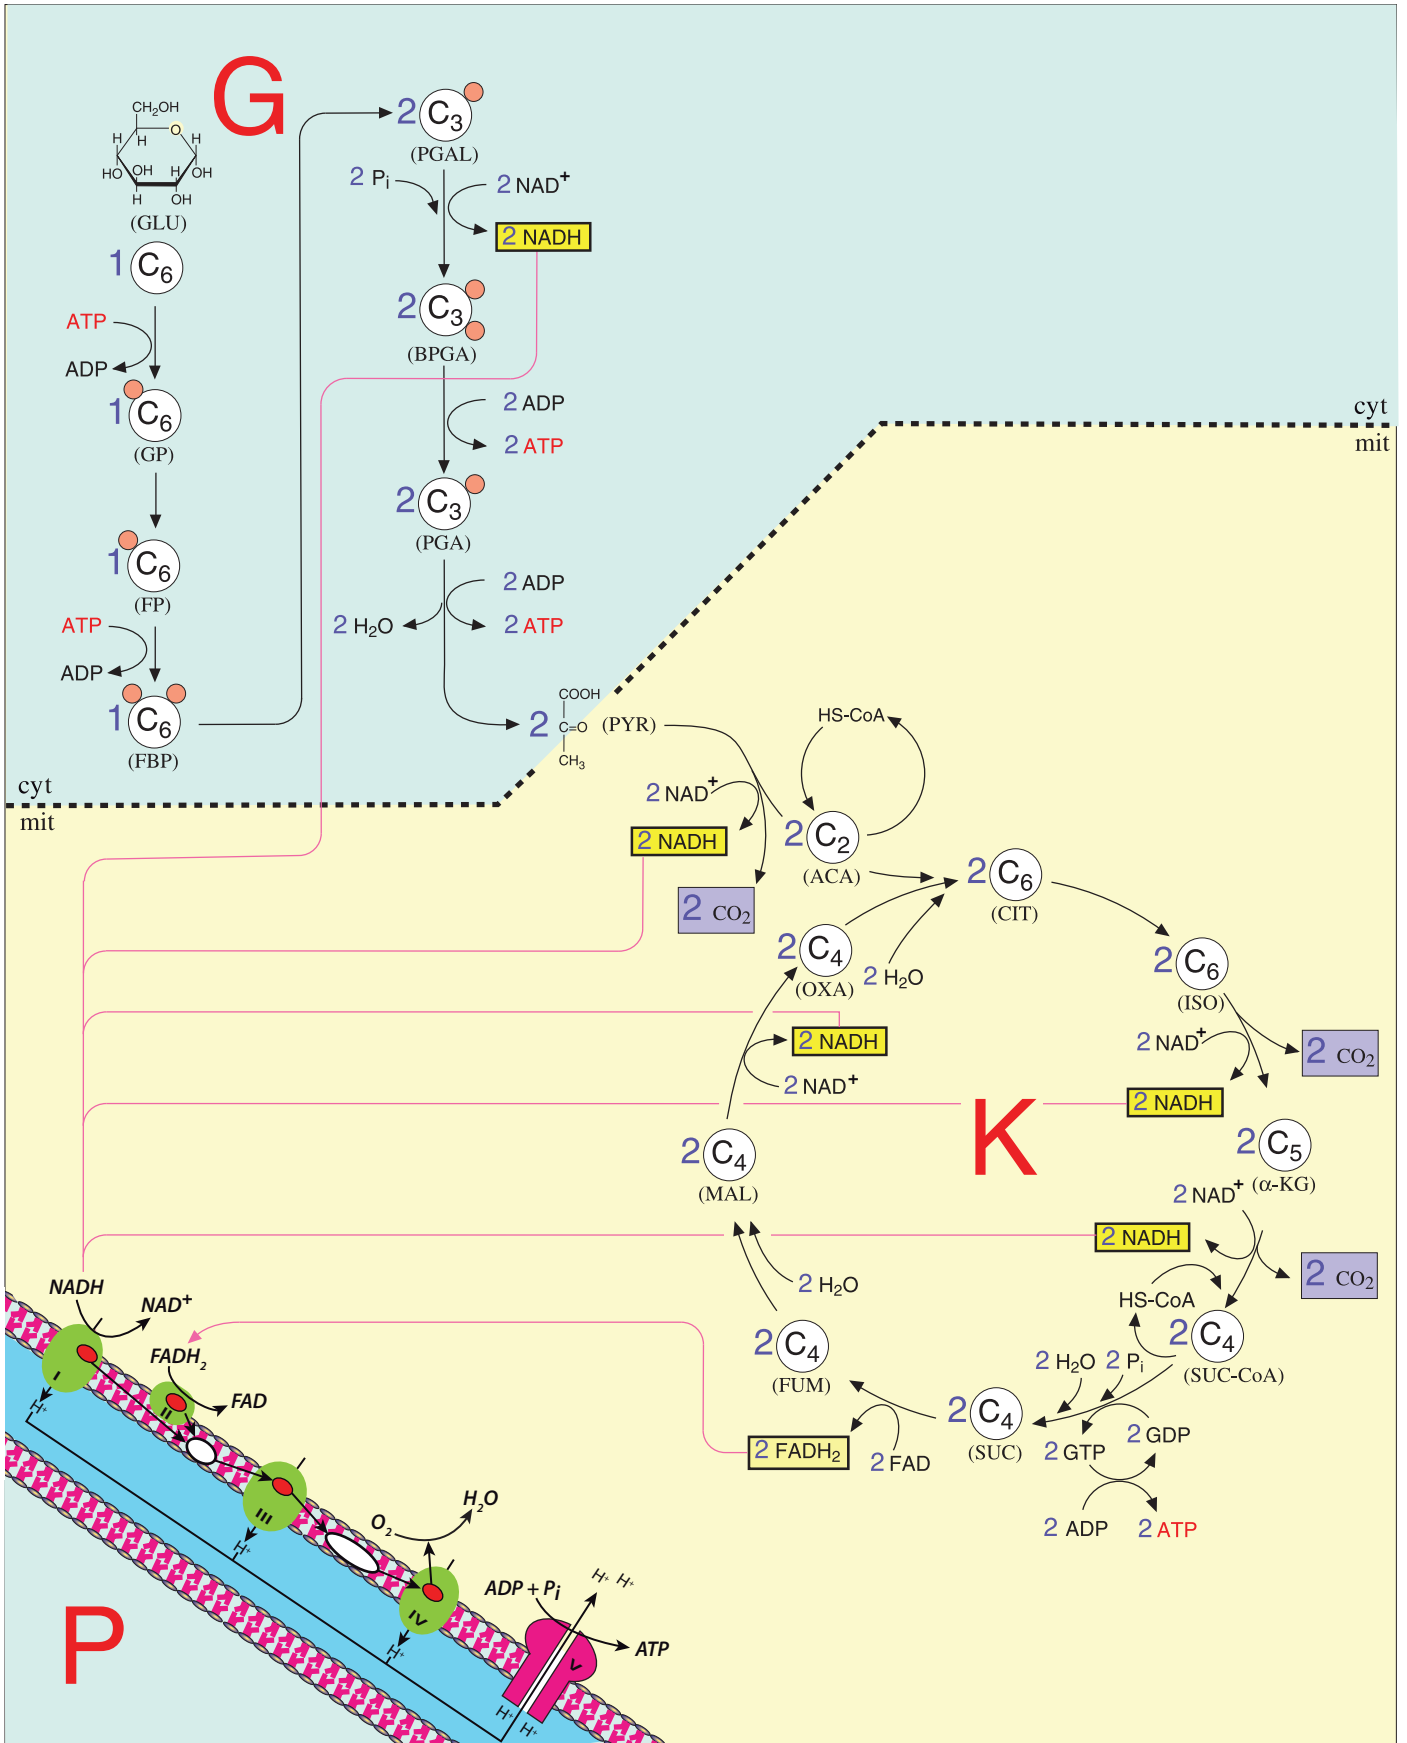 G
CH2OH
O
H
H
H
HO
OH
H
OH
H
OH
(GLU)
1 C6
ATP
ADP
1 C6
(GP)
1 C6
(FP)
ATP
ADP
1 C6
(FBP)
cyt
mit
2 C3
(PGAL)
2 Pi
2 NAD+
2 NADH
2 C3
(BPGA)
2 ADP
2 ATP
2 C3
(PGA)
2 ADP
2 H2O
2 ATP
cyt
mit
2
COOH
C=O
CH3
(PYR)
HS-CoA
2 NAD+
2 NADH
2 CO2
2 C2
(ACA)
2 C6
(CIT)
2 C4
(OXA)
2 H2O
2 C6
(ISO)
2 NAD+
2 CO2
2 NADH
2 NADH
2 NAD+
K
2 C5
(α-KG)
2 C4
(MAL)
2 NAD+
2 NADH
2 CO2
2 H2O
HS-CoA
2 C4
(SUC-CoA)
2 C4
(FUM)
2 H2O
2 Pi
2 C4
(SUC)
2 GDP
2 GTP
2 FADH2
2 FAD
2 ADP
2 ATP
NADH
NAD+
FADH2
FAD
I
II
H+
III
H+
O2
H2O
IV
H+
ADP + Pi
H+ H+
ATP
V
H+ H+
P